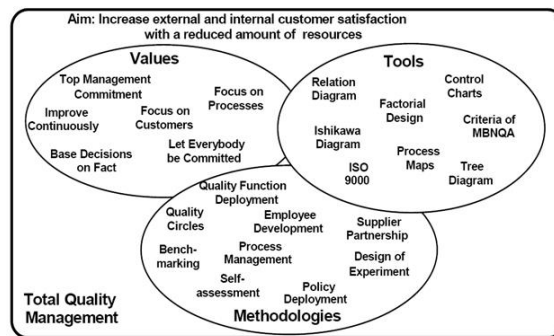 Aim: Increase external and internal customer satisfaction
with a reduced amount of resources
Values
Top Management
Commitment
Focus on
Processes
Improve
Continuously
Focus on
Customers
Base Decisions
on Fact
Let Everybody
be Committed
Tools
Relation
Diagram
Control
Charts
Factorial
Design
Ishikawa
Diagram
Criteria of
MBNQA
Process
Maps
ISO
9000
Tree
Diagram
Quality Function
Deployment
Quality
Circles
Employee
Development
Supplier
Partnership
Bench-
marking
Process
Management
Design of
Experiment
Self-
assessment
Policy
Deployment
Methodologies
Total Quality
Management